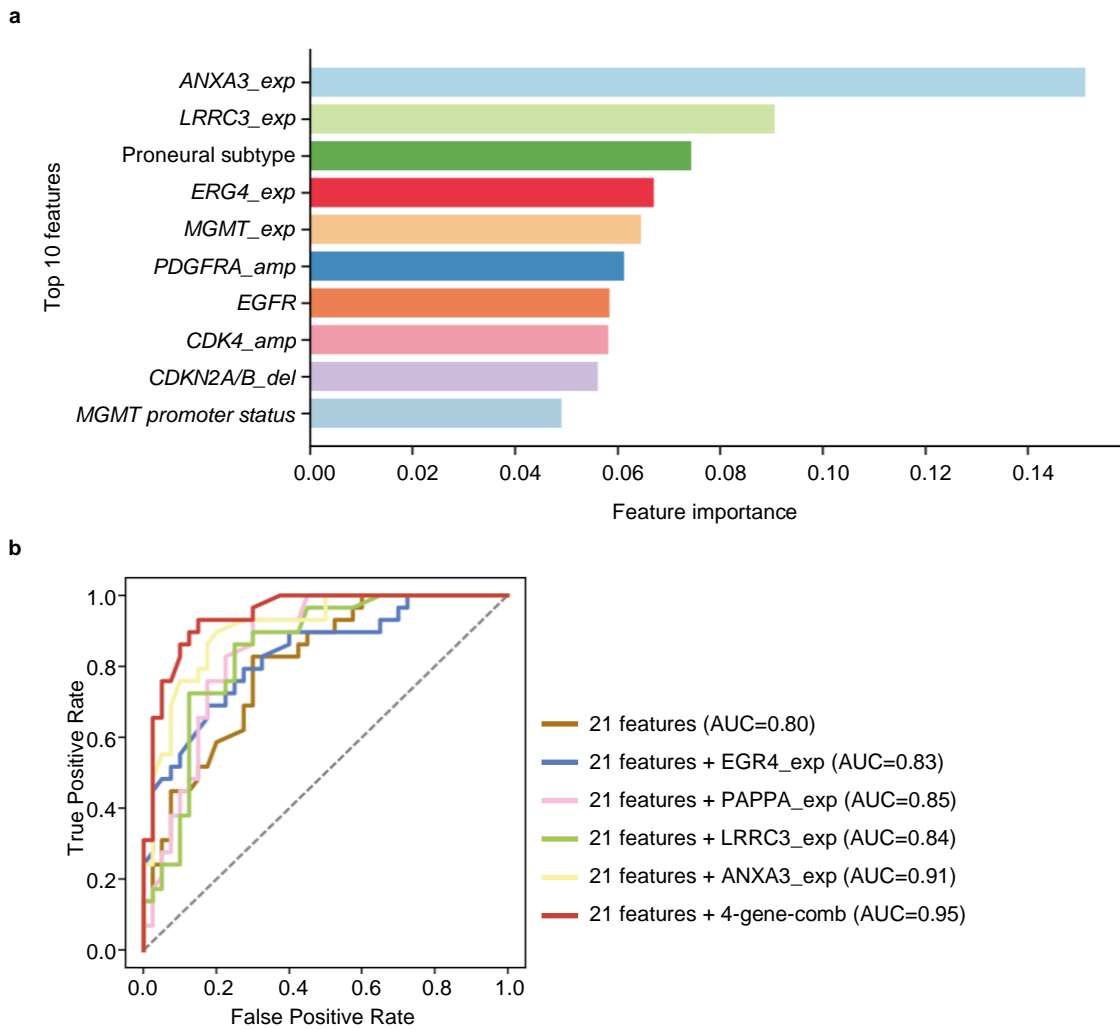 a
Top 10 features
ANXA3_exp
LRRC3_exp
Proneural subtype
ERG4_exp
MGMT_exp
PDGFRA_amp
EGFR
CDK4_amp
CDKN2A/B_del
MGMT promoter status
0.00 0.02 0.04 0.06 0.08 0.10 0.12 0.14
Feature importance
b
True Positive Rate
1.0
0.8
0.6
0.4
0.2
0.0
0.0 0.2 0.4 0.6 0.8 1.0
False Positive Rate
21 features (AUC=0.80)
21 features + EGR4_exp (AUC=0.83)
21 features + PAPPA_exp (AUC=0.85)
21 features + LRRC3_exp (AUC=0.84)
21 features + ANXA3_exp (AUC=0.91)
21 features + 4-gene-comb (AUC=0.95)